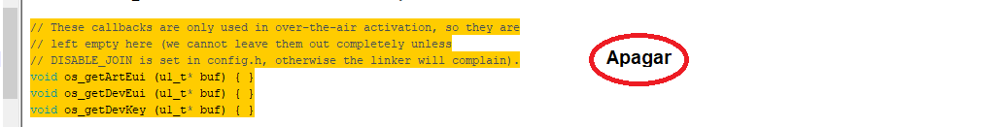 // These callbacks are only used in over-the-air activation, so they are
// left empty here (we cannot leave them out completely unless
// DISABLE_JOIN is set in config.h, otherwise the linker will complain).
void os_getArtEui (u1_t* buf) { }
void os_getDevEui (u1_t* buf) { }
void os_getDevKey (u1_t* buf) { }
Apagar